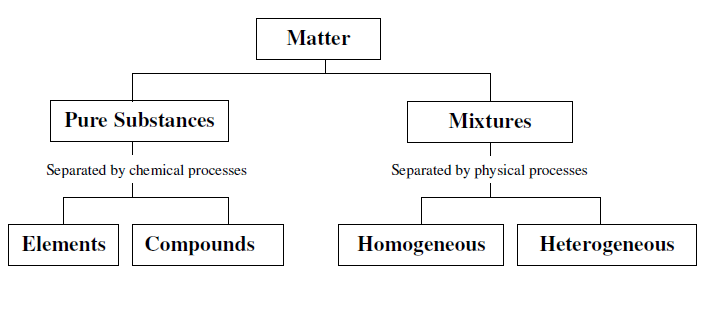 Matter
Pure Substances
Mixtures
Separated by chemical processes
Separated by physical processes
Elements
Compounds
Homogeneous
Heterogeneous